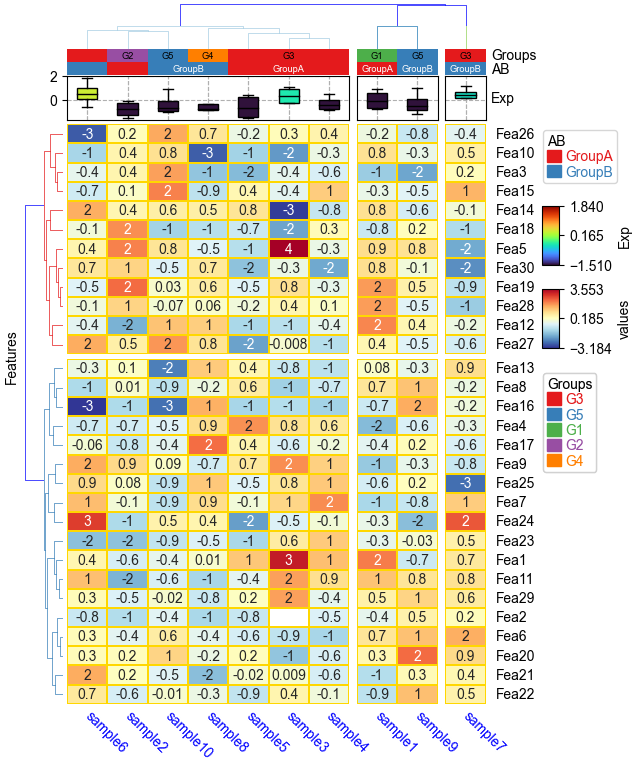 G2 G5 G4 G3 G1 G5 G3 Groups
GroupB GroupA GroupA GroupB GroupB AB
2
0
Exp
-3 0.2 2 0.7 -0.2 0.3 0.4 -0.2 -0.8 -0.4 Fea26
-1 0.4 0.8 -3 -1 -2 -0.3 0.8 -0.3 0.5 Fea10
-0.4 0.4 2 -1 -2 -0.4 -0.6 -1 -2 0.2 Fea3
-0.7 0.1 2 -0.9 0.4 -0.4 1 -0.3 -0.5 1 Fea15
2 0.4 0.6 0.5 0.8 -3 -0.8 0.8 -0.6 -0.1 Fea14
-0.1 2 -1 -1 -0.7 -2 0.3 -0.8 0.2 -1 Fea18
0.4 2 0.8 -0.5 -1 4 -0.3 0.9 0.8 -2 Fea5
0.7 1 -0.5 0.7 -2 -0.3 -2 0.8 -0.1 -2 Fea30
-0.5 2 0.03 0.6 -0.5 0.8 -0.3 2 0.5 -0.9 Fea19
-0.1 1 -0.07 0.06 -0.2 0.4 0.1 2 -0.5 -1 Fea28
-0.4 -2 1 1 -1 -1 -0.4 2 0.4 -0.2 Fea12
2 0.5 2 0.8 -2 -0.008 -1 0.4 -0.5 -0.6 Fea27
-0.3 0.1 -2 1 0.4 -0.8 -1 0.08 -0.3 0.9 Fea13
-1 0.01 -0.9 -0.2 0.6 -1 -0.7 0.7 1 -0.2 Fea8
-3 -1 -3 1 -1 -1 -1 -0.7 2 -0.2 Fea16
-0.7 -0.7 -0.5 0.9 2 0.8 0.6 -2 -0.6 -0.3 Fea4
-0.06 -0.8 -0.4 2 0.4 -0.6 -0.2 -0.4 0.2 -0.6 Fea17
2 0.9 0.09 -0.7 0.7 2 1 -1 -0.3 -0.8 Fea9
0.9 0.08 -0.9 1 -0.5 0.8 1 -0.6 0.2 -3 Fea25
1 -0.1 -0.9 0.9 -0.1 1 2 -1 -0.8 1 Fea7
3 -1 0.5 0.4 -2 -0.5 -0.1 -0.3 -2 2 Fea24
-2 -2 -0.9 -0.5 -1 0.6 1 -0.3 -0.03 0.5 Fea23
0.4 -0.6 -0.4 0.01 1 3 1 2 -0.7 0.7 Fea1
1 -2 -0.6 -1 -0.4 2 0.9 1 0.8 0.8 Fea11
0.3 -0.5 -0.02 -0.8 0.2 2 -0.4 0.5 1 0.6 Fea29
-0.8 -1 -0.4 -1 -0.8 -0.5 -0.4 0.5 0.2 Fea2
0.3 -0.4 0.6 -0.4 -0.6 -0.9 -1 0.7 1 2 Fea6
0.3 0.2 1 -0.2 0.2 -1 -0.6 0.3 2 0.9 Fea20
2 0.2 -0.5 -2 -0.02 0.009 -0.6 -1 0.3 0.4 Fea21
0.7 -0.6 -0.01 -0.3 -0.9 0.4 -0.1 -0.9 1 0.5 Fea22
sample6 sample2 sample10 sample8 sample5 sample3 sample4 sample1 sample9 sample7
Features
AB
GroupA
GroupB
1.840
0.165
-1.510
Exp
3.553
0.185
-3.184
values
Groups
G3
G5
G1
G2
G4